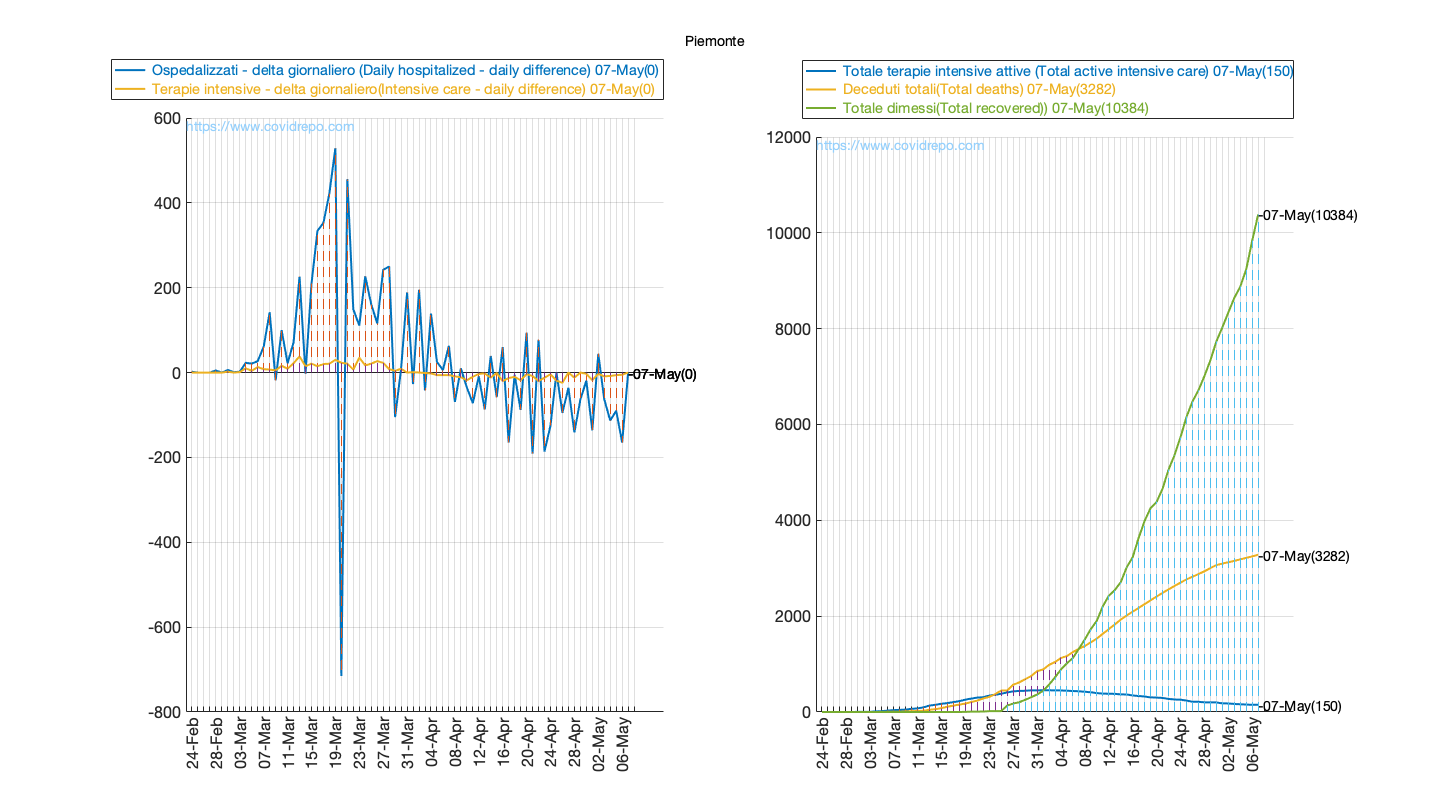 Piemonte
Ospedalizzati - delta giornaliero (Daily hospitalized - daily difference) 07-May(0)
Terapie intensive - delta giornaliero(Intensive care - daily difference) 07-May(0)
https://www.covidrepo.com
600
400
200
0
-200
-400
-600
-800
-07-May(0)
24-Feb
28-Feb
03-Mar
07-Mar
11-Mar
15-Mar
19-Mar
23-Mar
27-Mar
31-Mar
04-Apr
08-Apr
12-Apr
16-Apr
20-Apr
24-Apr
28-Apr
02-May
06-May
Totale terapie intensive attive (Total active intensive care) 07-May(150)
Deceduti totali(Total deaths) 07-May(3282)
Totale dimessi(Total recovered)) 07-May(10384)
https://www.covidrepo.com
12000
10000
8000
6000
4000
2000
0
-07-May(10384)
-07-May(3282)
-07-May(150)
24-Feb
28-Feb
03-Mar
07-Mar
11-Mar
15-Mar
19-Mar
23-Mar
27-Mar
31-Mar
04-Apr
08-Apr
12-Apr
16-Apr
20-Apr
24-Apr
28-Apr
02-May
06-May